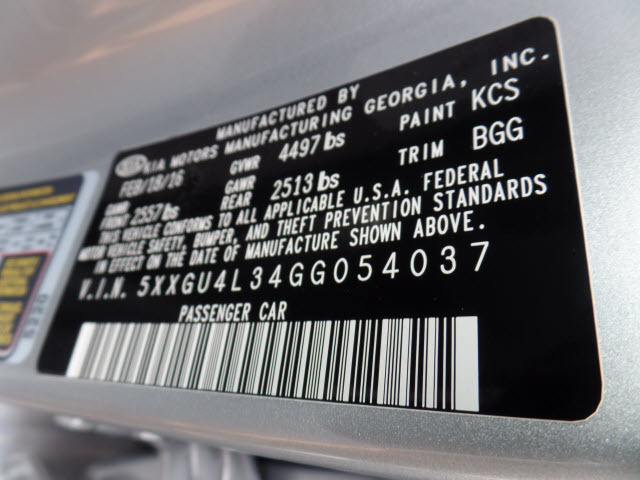 MANUFACTURED BY
KIA KIA MOTORS MANUFACTURING GEORGIA, INC.
FEB/18/16 GVWR 4497 lbs PAINT KCS
GAWR FRONT 2557 lbs GAWR REAR 2513 lbs TRIM BGG
THIS VEHICLE CONFORMS TO ALL APPLICABLE U.S.A. FEDERAL
MOTOR VEHICLE SAFETY, BUMPER, AND THEFT PREVENTION STANDARDS
IN EFFECT ON THE DATE OF MANUFACTURE SHOWN ABOVE.
V.I.N. 5XXGU4L34GG054037
PASSENGER CAR